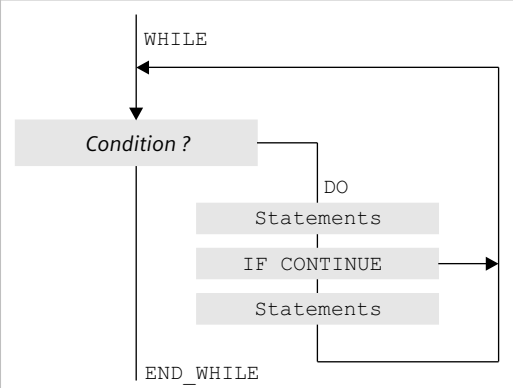 WHILE
Condition ?
DO
Statements
IF CONTINUE
Statements
END_WHILE